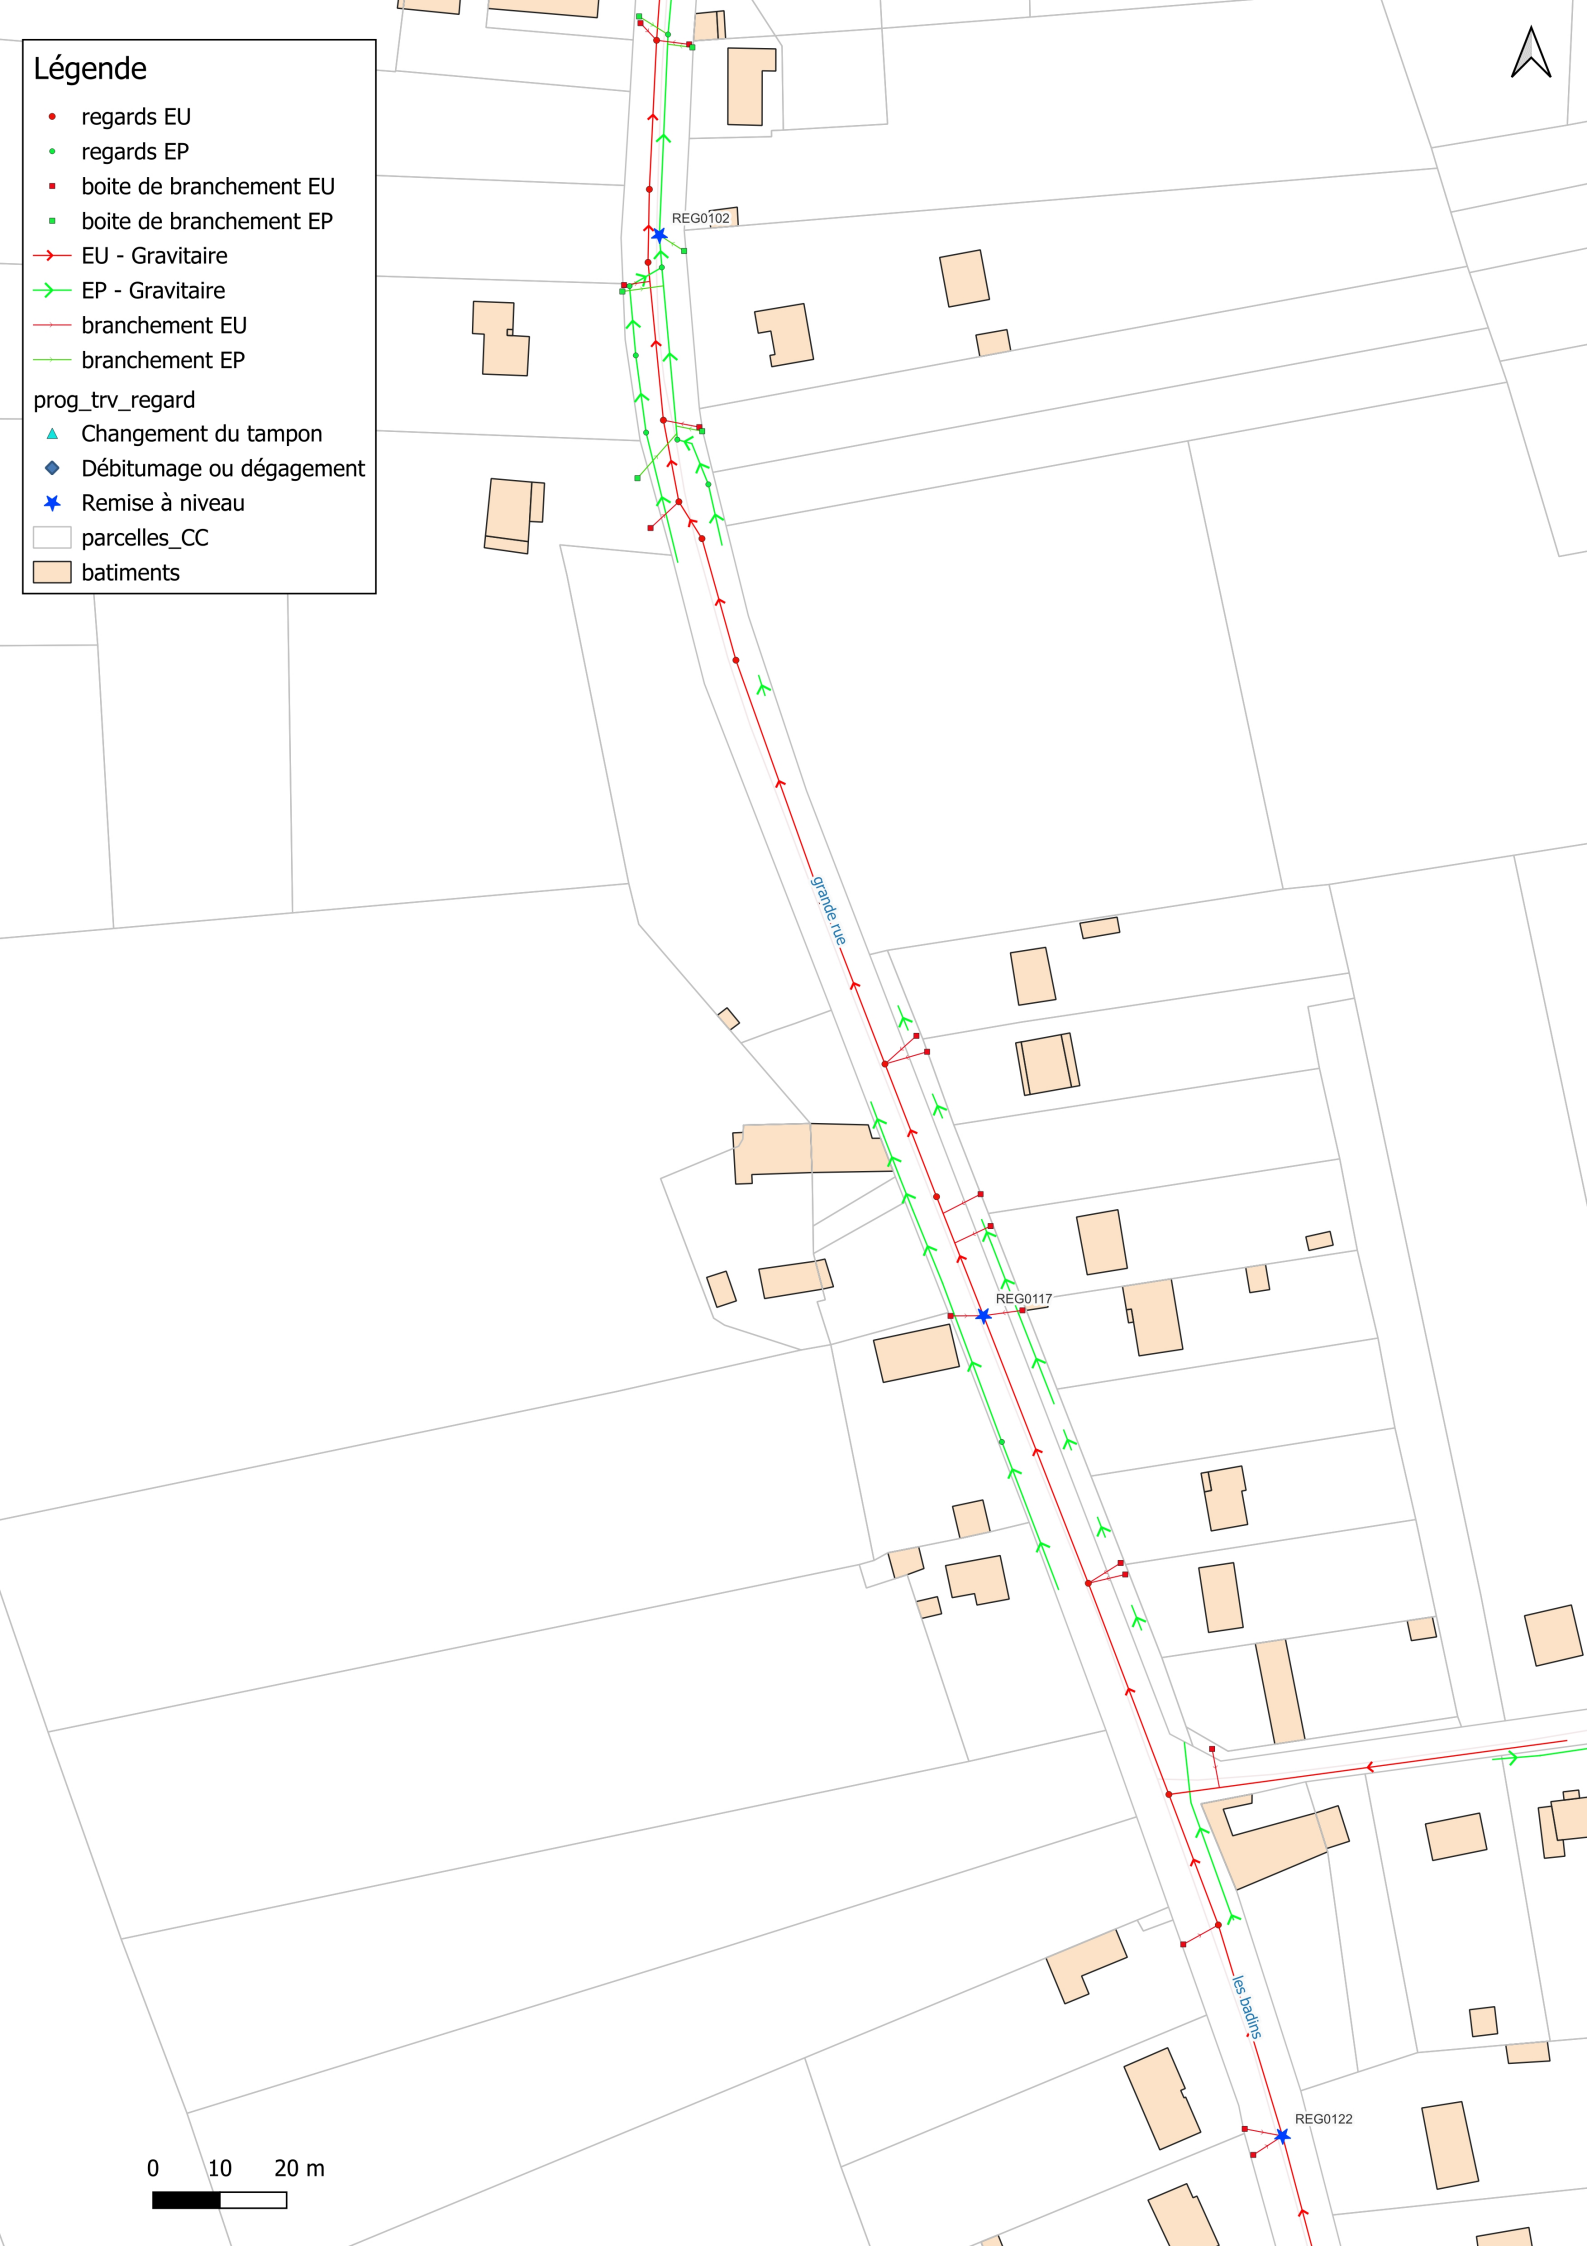 Légende
regards EU
regards EP
boite de branchement EU
boite de branchement EP
EU - Gravitaire
EP - Gravitaire
branchement EU
branchement EP
prog_trv_regard
Changement du tampon
Débitumage ou dégagement
Remise à niveau
parcelles_CC
batiments
REG0102
grande.rue
REG0117
les.badins
REG0122
0 10 20 m